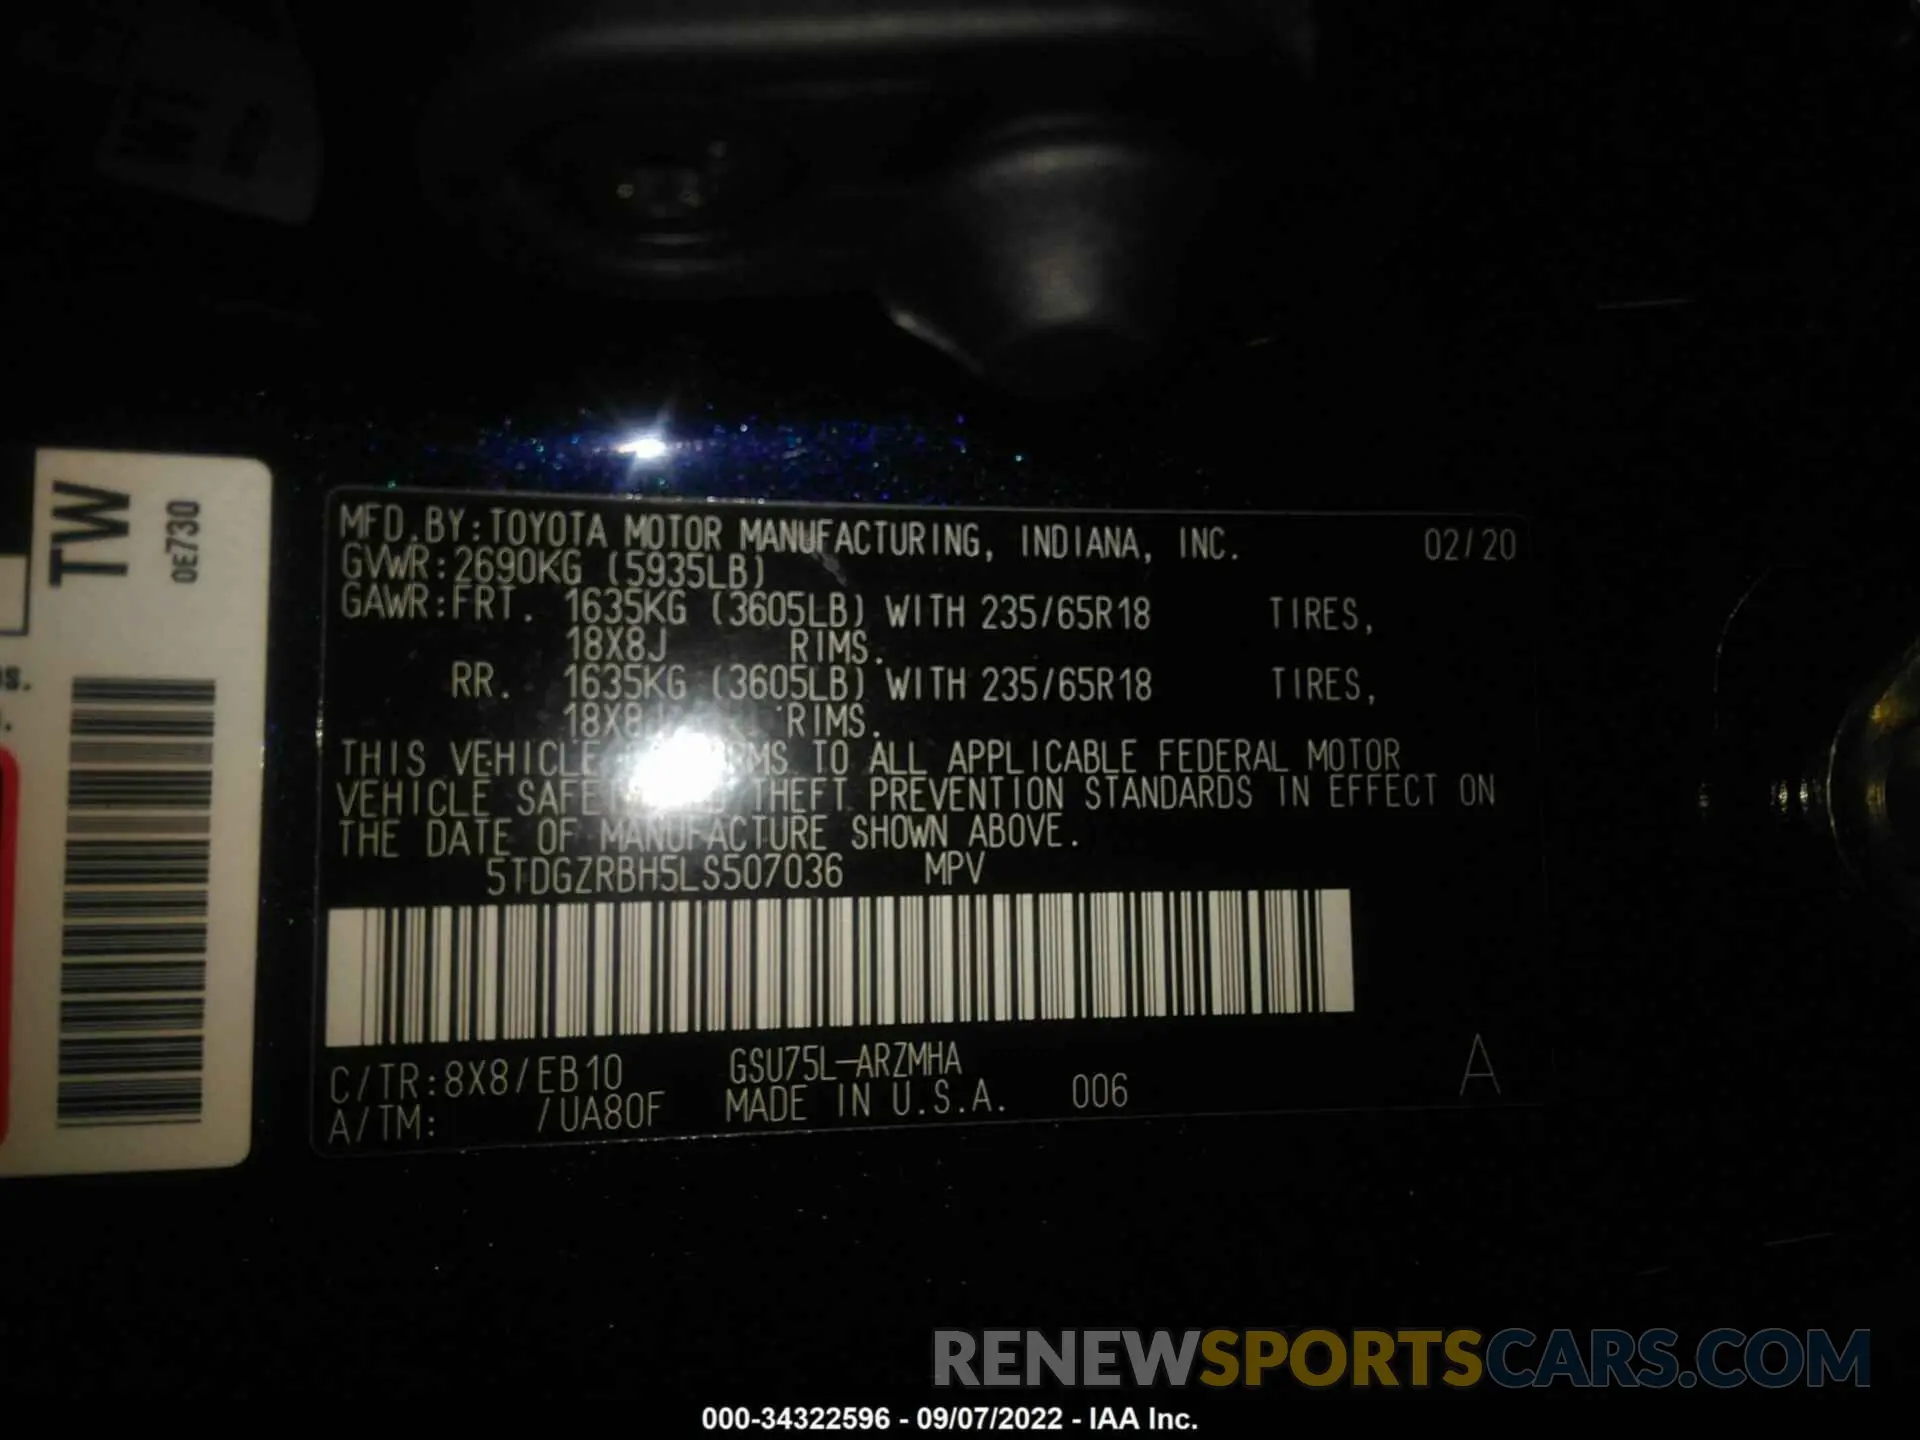 MFD.BY:TOYOTA MOTOR MANUFACTURING, INDIANA, INC. 02/20
GVWR:2690KG (5935LB)
GAWR:FRT. 1635KG (3605LB) WITH 235/65R18 TIRES,
18X8J RIMS.
RR. 1635KG (3605LB) WITH 235/65R18 TIRES,
18X8J RIMS.
THIS VEHICLE TO ALL APPLICABLE FEDERAL MOTOR
VEHICLE THEFT PREVENTION STANDARDS IN EFFECT ON
THE DATE OF MANUFACTURE SHOWN ABOVE.
5TDGZRBH5LS507036 MPV
C/TR:8X8/EB10 GSU75L-ARZMHA
A/TM: /UA80F MADE IN U.S.A. 006
A
TW
0E730
RENEWSPORTSCARS.COM
000-34322596 - 09/07/2022 - IAA Inc.